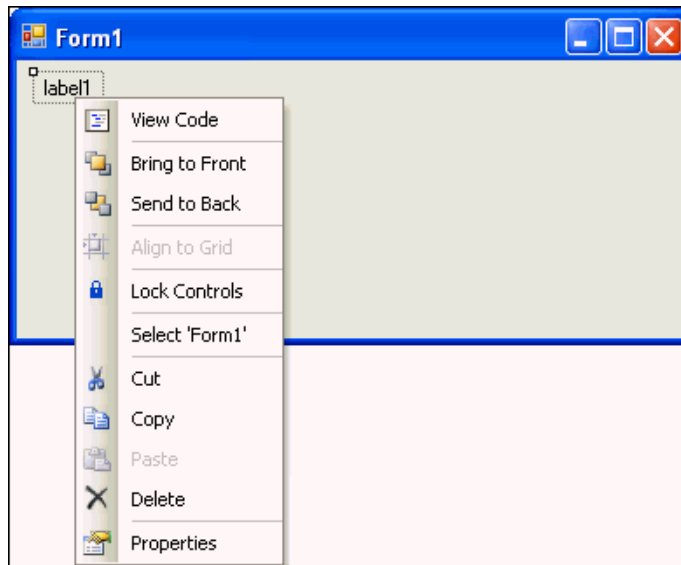 Form1
label1
View Code
Bring to Front
Send to Back
Align to Grid
Lock Controls
Select 'Form1'
Cut
Copy
Paste
Delete
Properties